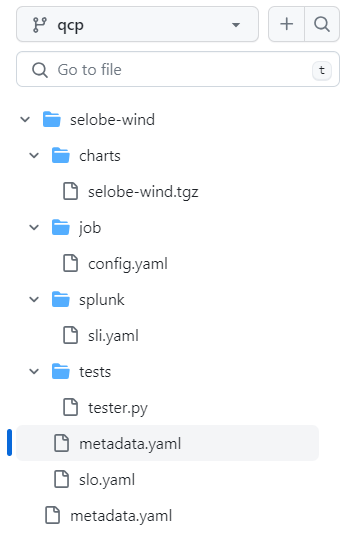 qcp
Go to file
t
selobe-wind
charts
selobe-wind.tgz
job
config.yaml
splunk
sli.yaml
tests
tester.py
metadata.yaml
slo.yaml
metadata.yaml